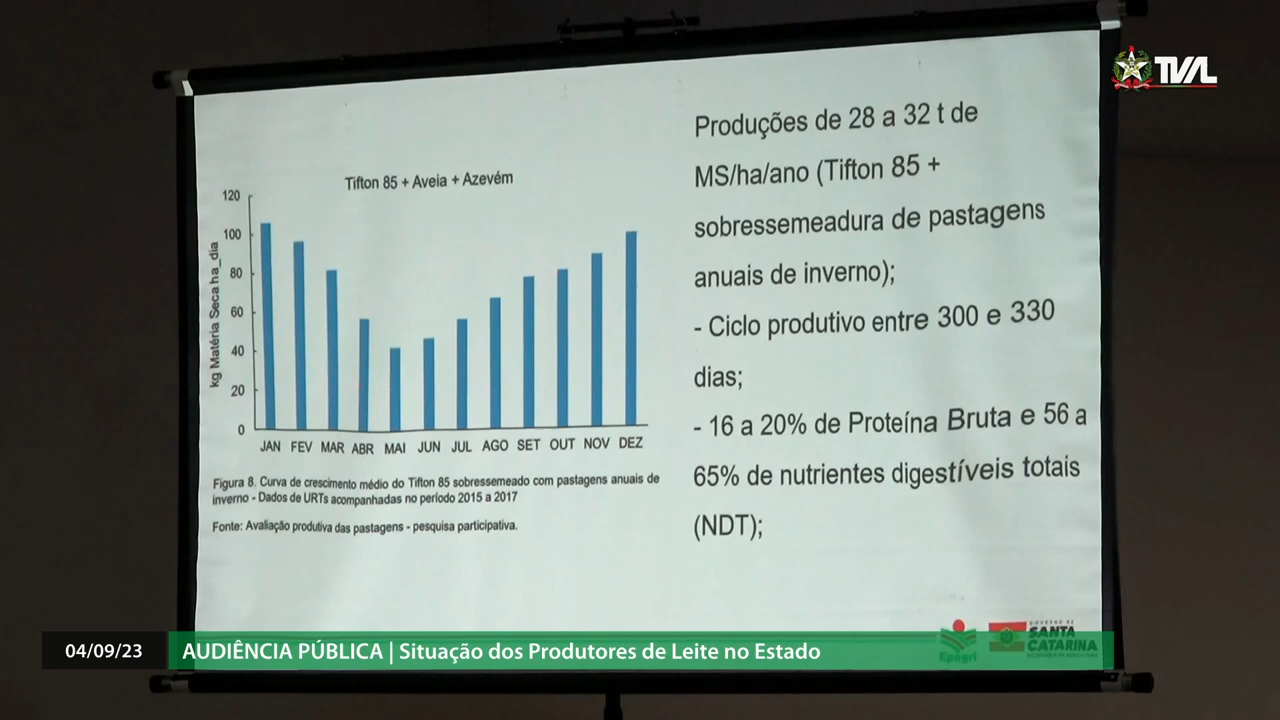 TVAL
Produções de 28 a 32 t de
MS/ha/ano (Tifton 85 +
sobressemeadura de pastagens
anuais de inverno);
- Ciclo produtivo entre 300 e 330
dias;
- 16 a 20% de Proteína Bruta e 56 a
65% de nutrientes digestíveis totais
(NDT);
Tifton 85 + Aveia + Azevém
kg Matéria Seca ha_dia
120
100
80
60
40
20
0
JAN FEV MAR ABR MAI JUN JUL AGO SET OUT NOV DEZ
Figura 8. Curva de crescimento médio do Tifton 85 sobressemeado com pastagens anuais de
inverno - Dados de URTs acompanhadas no período 2015 a 2017
Fonte: Avaliação produtiva das pastagens - pesquisa participativa.
Epagri
GOVERNO DE
SANTA
CATARINA
04/09/23
AUDIÊNCIA PÚBLICA | Situação dos Produtores de Leite no Estado